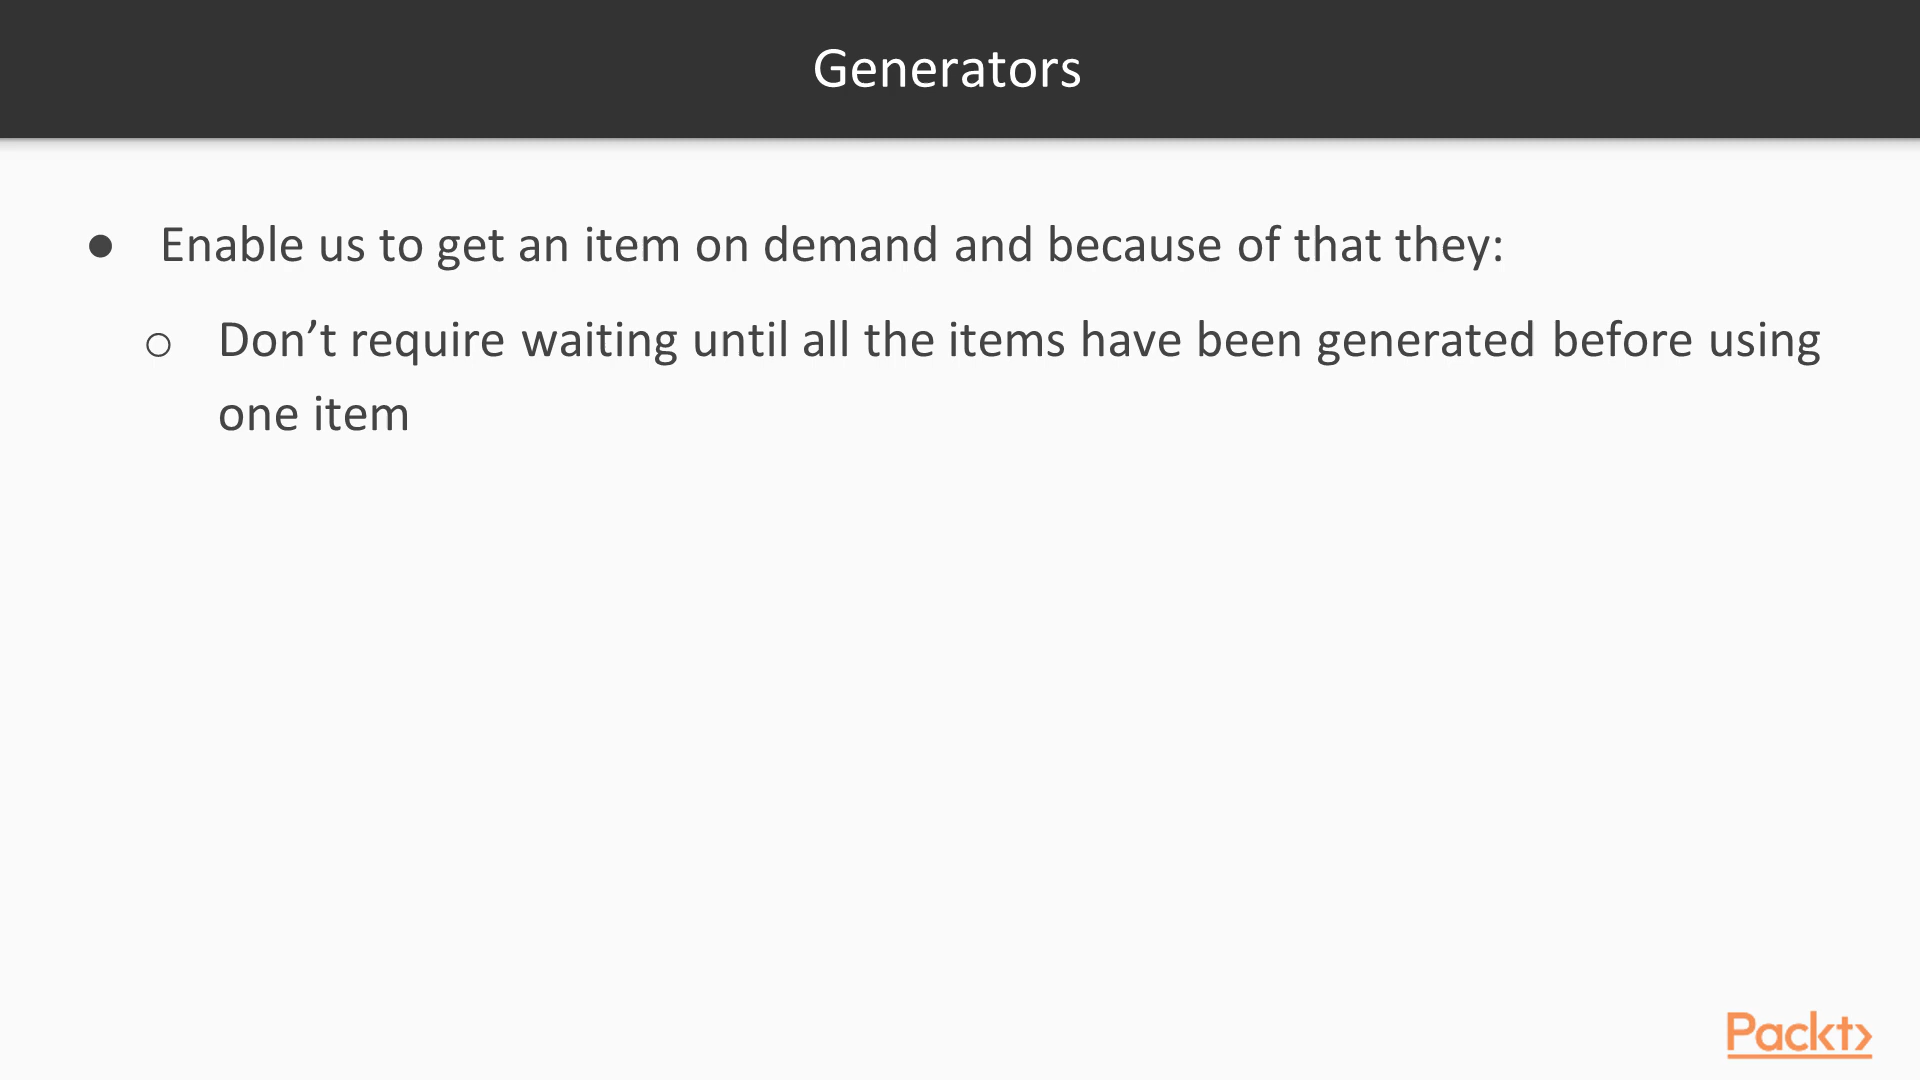 Generators
● Enable us to get an item on demand and because of that they:
○ Don’t require waiting until all the items have been generated before using
one item
Packt>